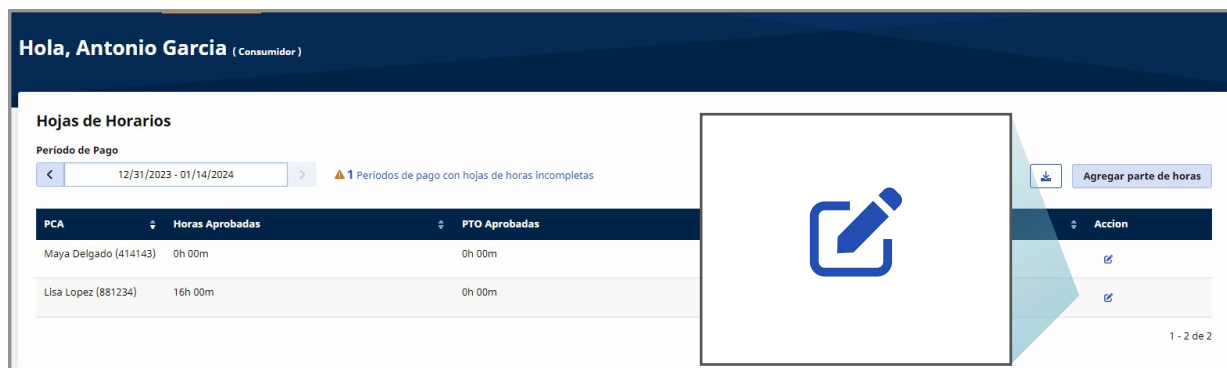 Hola, Antonio Garcia ( Consumidor )
Hojas de Horarios
Período de Pago
12/31/2023 - 01/14/2024
1 Períodos de pago con hojas de horas incompletas
Agregar parte de horas
PCA Horas Aprobadas PTO Aprobadas Accion
Maya Delgado (414143) 0h 00m 0h 00m
Lisa Lopez (881234) 16h 00m 0h 00m
1 - 2 de 2